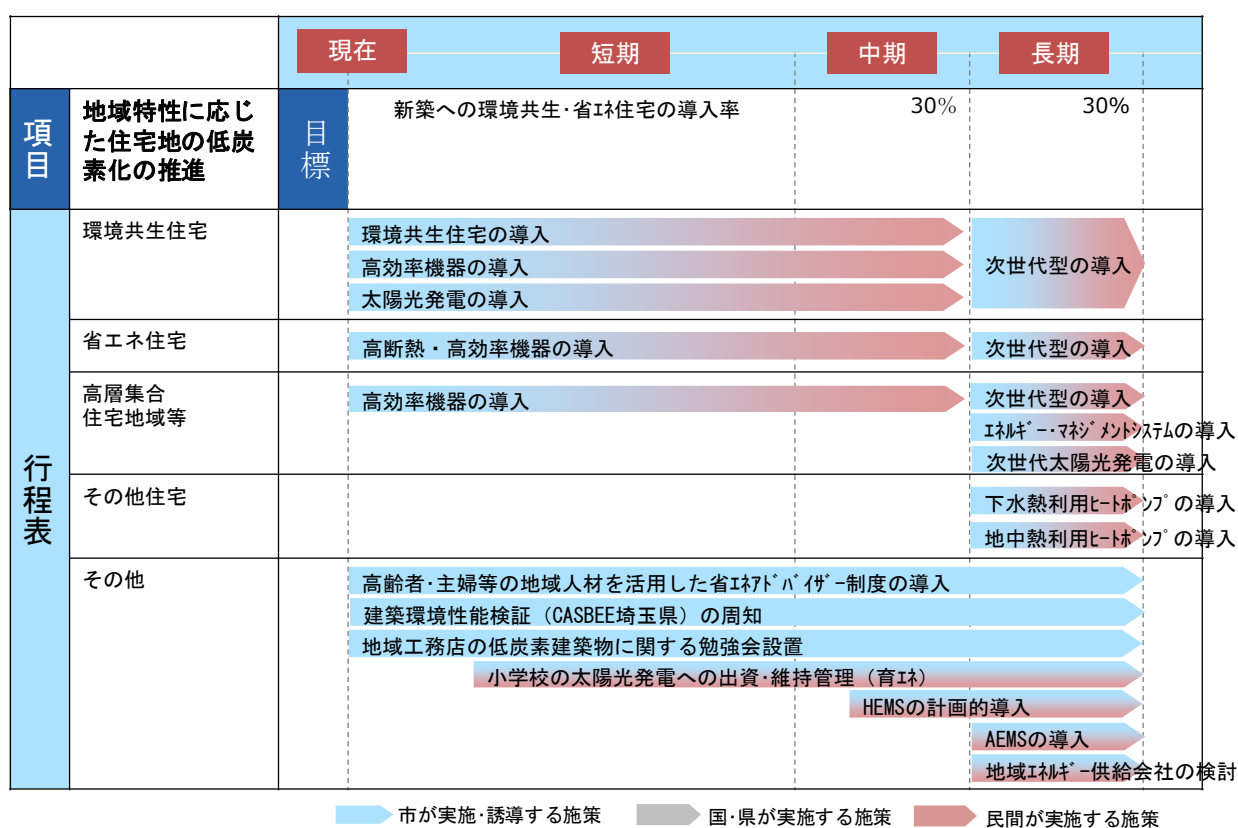 現在
短期
中期
長期
項目
地域特性に応じ
た住宅地の低炭
素化の推進
目標
新築への環境共生･省ｴﾈ住宅の導入率
30%
30%
行程表
環境共生住宅
環境共生住宅の導入
高効率機器の導入
太陽光発電の導入
次世代型の導入
省エネ住宅
高断熱・高効率機器の導入
次世代型の導入
高層集合
住宅地域等
高効率機器の導入
次世代型の導入
ｴﾈﾙｷﾞｰ･ﾏﾈｼﾞﾒﾝﾄｼｽﾃﾑの導入
次世代太陽光発電の導入
その他住宅
下水熱利用ﾋｰﾄﾎﾟﾝﾌﾟの導入
地中熱利用ﾋｰﾄﾎﾟﾝﾌﾟの導入
その他
高齢者･主婦等の地域人材を活用した省ｴﾈｱﾄﾞﾊﾞｲｻﾞｰ制度の導入
建築環境性能検証（CASBEE埼玉県）の周知
地域工務店の低炭素建築物に関する勉強会設置
小学校の太陽光発電への出資･維持管理（育ｴﾈ）
HEMSの計画的導入
AEMSの導入
地域ｴﾈﾙｷﾞｰ供給会社の検討
市が実施･誘導する施策
国･県が実施する施策
民間が実施する施策